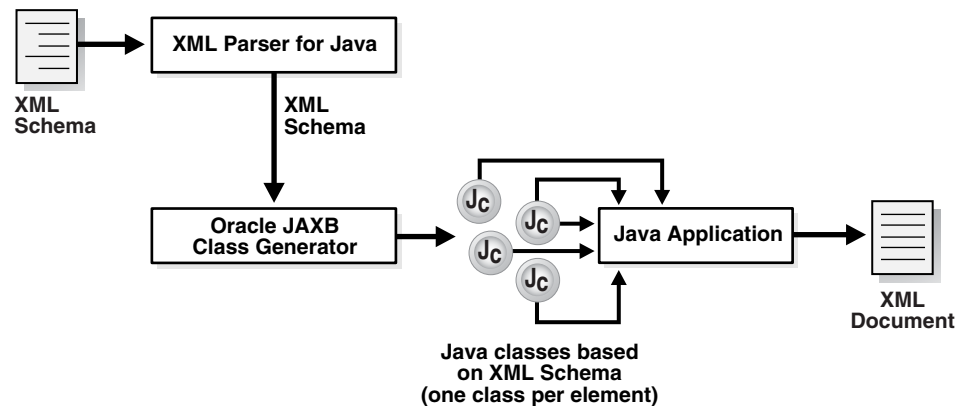 XML Parser for Java
XML
Schema
XML
Schema
Oracle JAXB
Class Generator
Jc
Jc
Jc
Jc
Java Application
XML
Document
Java classes based
on XML Schema
(one class per element)